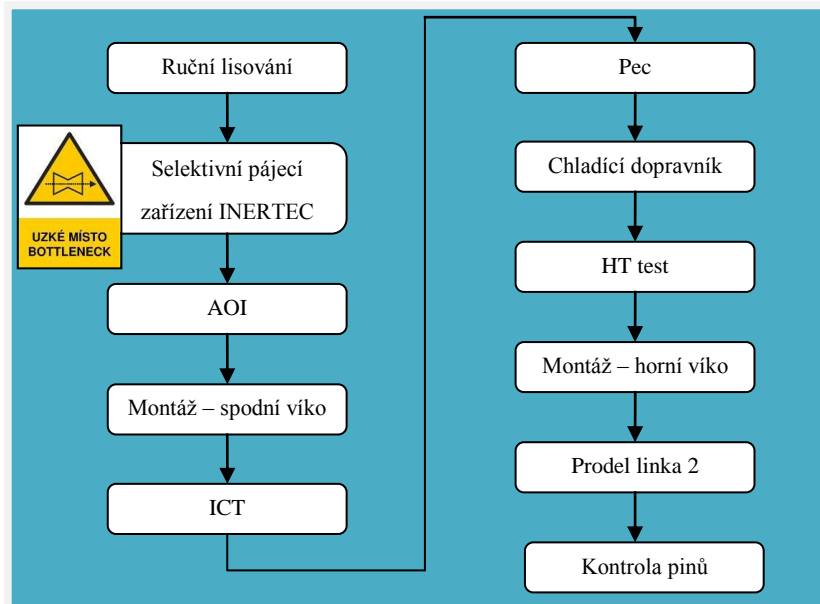 Ruční lisování
Selektivní pájecí
zařízení INERTEC
UZKÉ MÍSTO
BOTTLENECK
AOI
Montáž – spodní víko
ICT
Pec
Chladící dopravník
HT test
Montáž – horní víko
Prodel linka 2
Kontrola pinů